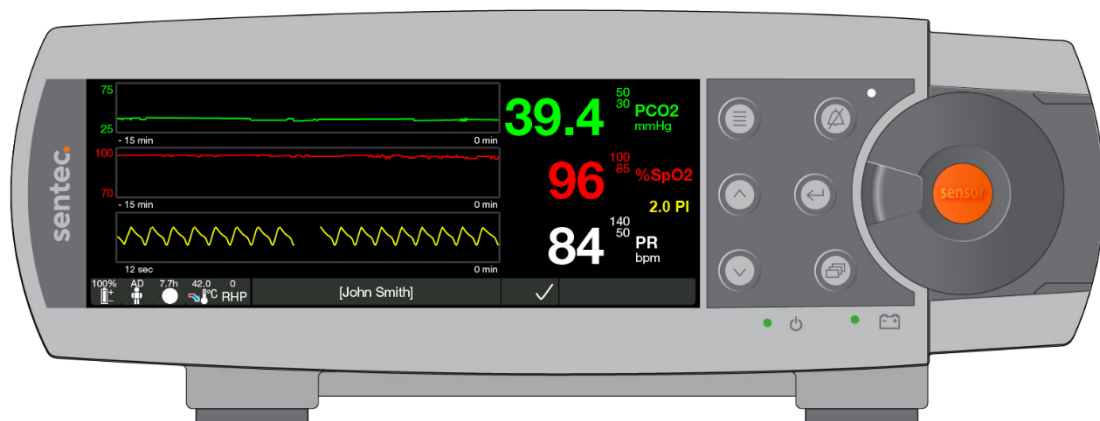 sentec.
75
25
- 15 min
0 min
39.4
50
30
PCO2
mmHg
100
70
- 15 min
0 min
96
100
85
%SpO2
2.0 PI
12 sec
0 min
84
140
50
PR
bpm
100%
AD
7.7h
42.0
°C
0
RHP
[John Smith]
sensor